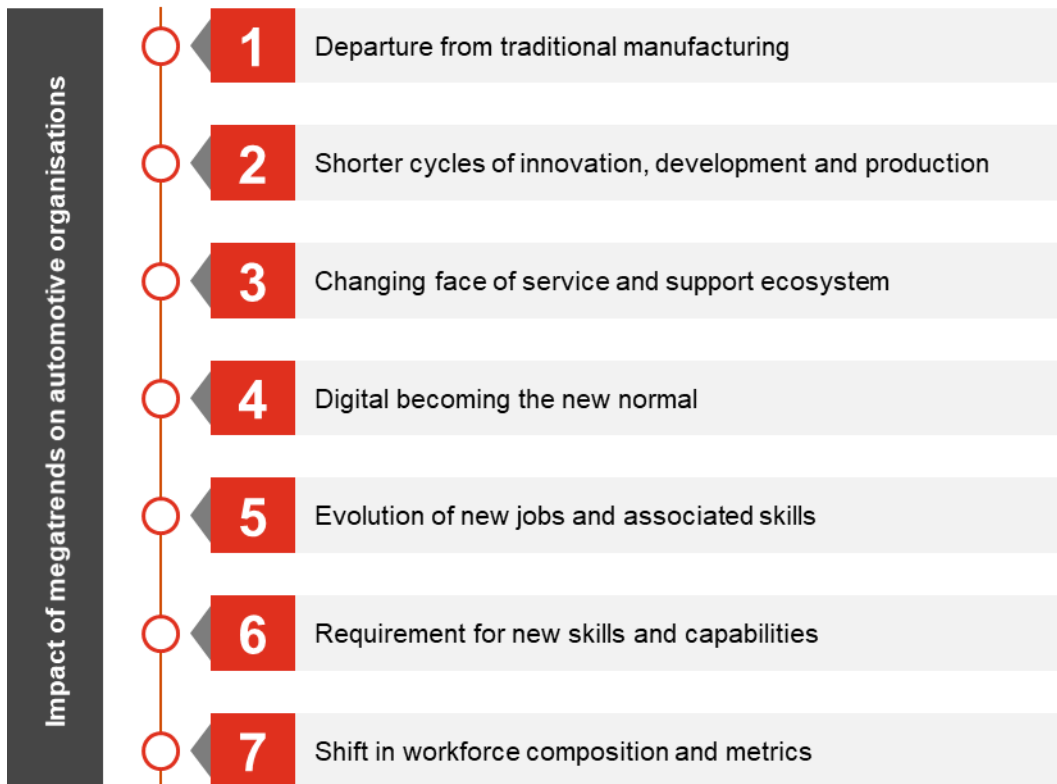 Impact of megatrends on automotive organisations
1
Departure from traditional manufacturing
2
Shorter cycles of innovation, development and production
3
Changing face of service and support ecosystem
4
Digital becoming the new normal
5
Evolution of new jobs and associated skills
6
Requirement for new skills and capabilities
7
Shift in workforce composition and metrics